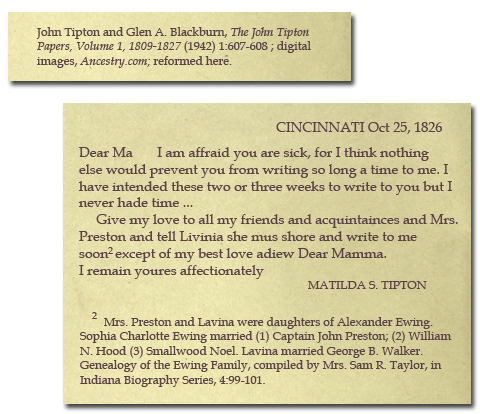 John Tipton and Glen A. Blackburn, The John Tipton
Papers, Volume 1, 1809-1827 (1942) 1:607-608 ; digital
images, Ancestry.com; reformed here.
CINCINNATI Oct 25, 1826
Dear Ma I am affraid you are sick, for I think nothing
else would prevent you from writing so long a time to me. I
have intended these two or three weeks to write to you but I
never hade time ...
Give my love to all my friends and acquintainces and Mrs.
Preston and tell Livinia she mus shore and write to me
soon² except of my best love adiew Dear Mamma.
I remain youres affectionately
MATILDA S. TIPTON
² Mrs. Preston and Lavina were daughters of Alexander Ewing.
Sophia Charlotte Ewing married (1) Captain John Preston; (2) William
N. Hood (3) Smallwood Noel. Lavina married George B. Walker.
Genealogy of the Ewing Family, compiled by Mrs. Sam R. Taylor, in
Indiana Biography Series, 4:99-101.